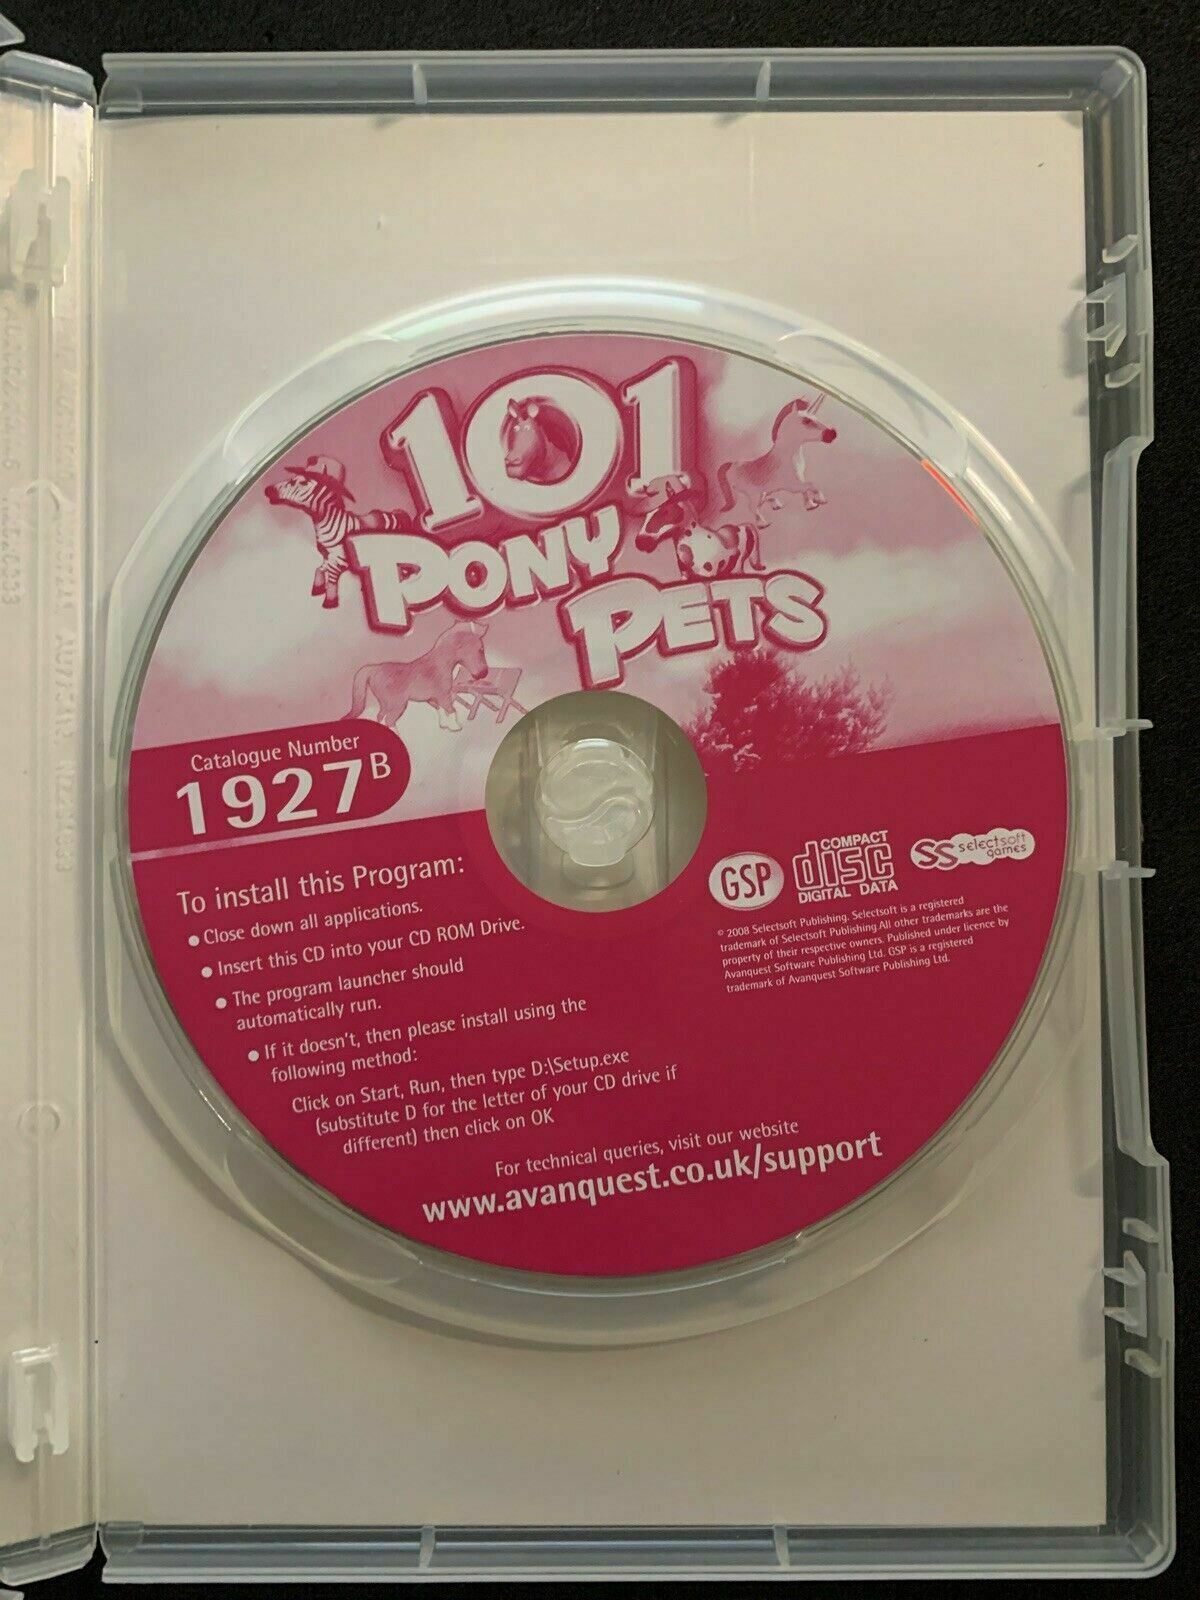 101
PONY
PETS
Catalogue Number
1927B
To install this Program:
● Close down all applications.
● Insert this CD into your CD ROM Drive.
● The program launcher should
automatically run.
● If it doesn't, then please install using the
following method:
Click on Start, Run, then type D:\Setup.exe
(substitute D for the letter of your CD drive if
different) then click on OK
For technical queries, visit our website
www.avanquest.co.uk/support
GSP
COMPACT
disc
DIGITAL DATA
SS selectsoft
games
© 2008 Selectsoft Publishing. Selectsoft is a registered
trademark of Selectsoft Publishing.All other trademarks are the
property of their respective owners. Published under licence by
Avanquest Software Publishing Ltd. GSP is a registered
trademark of Avanquest Software Publishing Ltd.